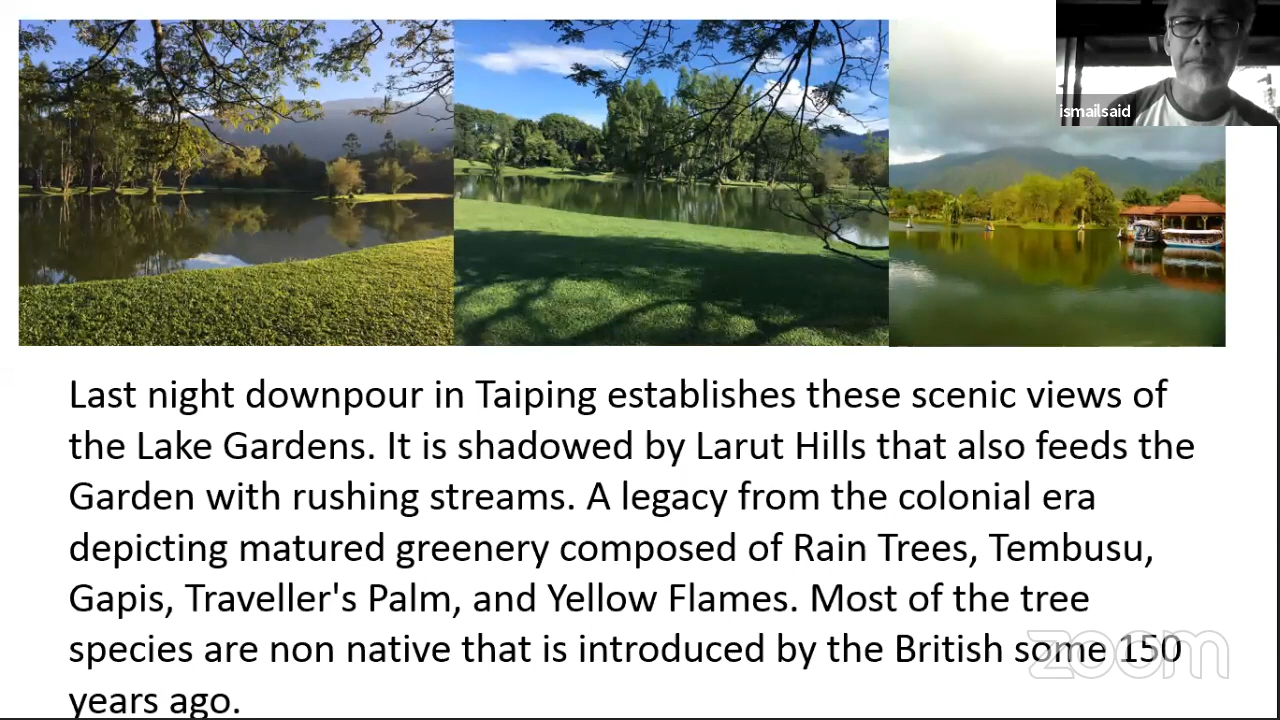 ismailsaid
Last night downpour in Taiping establishes these scenic views of
the Lake Gardens. It is shadowed by Larut Hills that also feeds the
Garden with rushing streams. A legacy from the colonial era
depicting matured greenery composed of Rain Trees, Tembusu,
Gapis, Traveller's Palm, and Yellow Flames. Most of the tree
species are non native that is introduced by the British some 150
years ago.
zoom